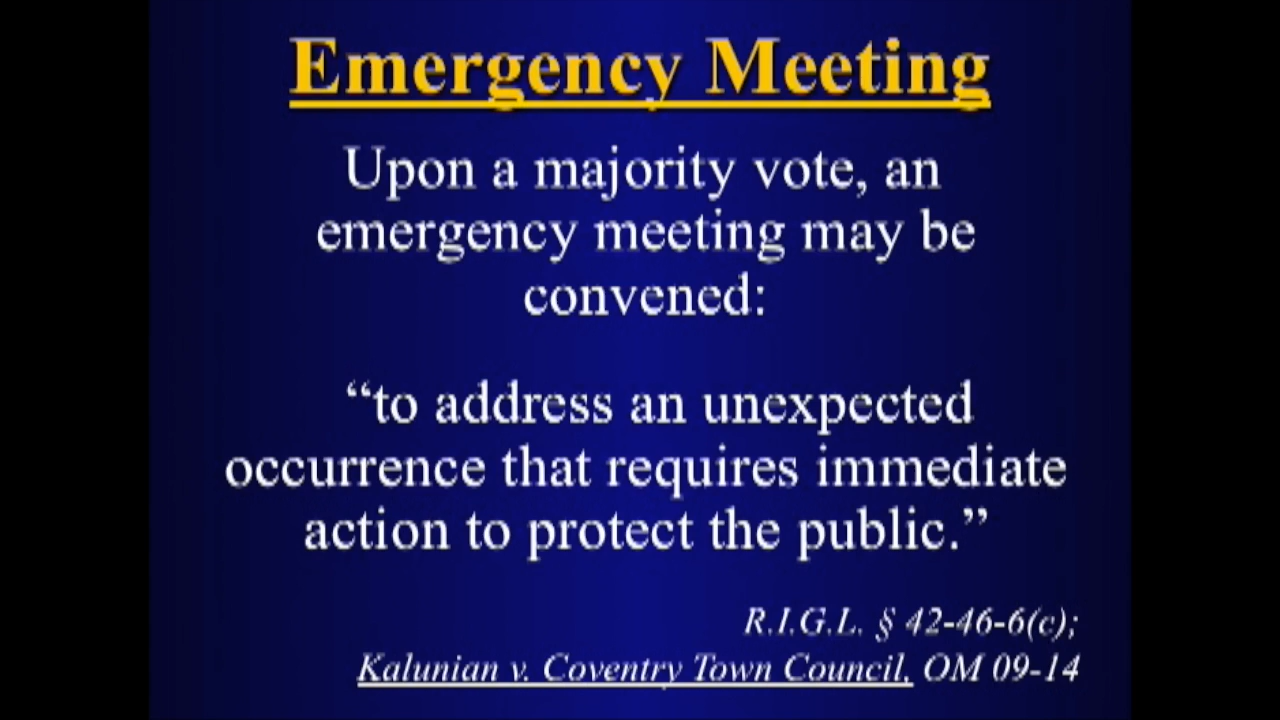 Emergency Meeting
Upon a majority vote, an
emergency meeting may be
convened:
“to address an unexpected
occurrence that requires immediate
action to protect the public.”
R.I.G.L. § 42-46-6(c);
Kalunian v. Coventry Town Council, OM 09-14